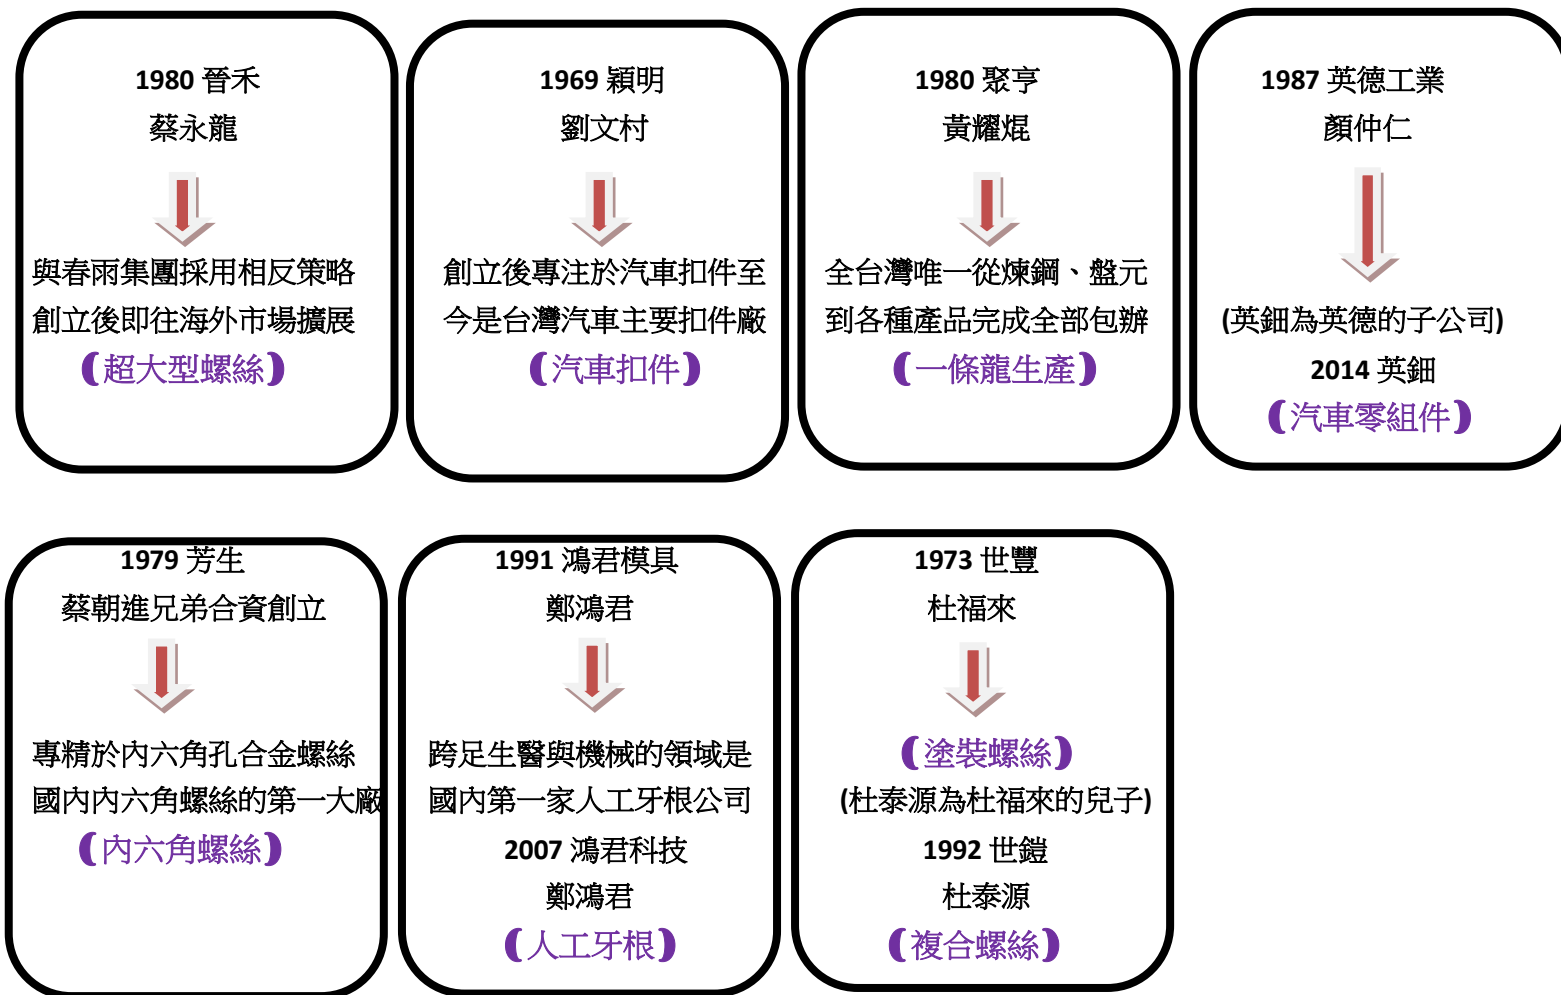 1980 晉禾
蔡永龍
與春雨集團採用相反策略
創立後即往海外市場擴展
(超大型螺絲)
1969 穎明
劉文村
創立後專注於汽車扣件至
今是台灣汽車主要扣件廠
(汽車扣件)
1980 聚亨
黃耀焜
全台灣唯一從煉鋼、盤元
到各種產品完成全部包辦
(一條龍生產)
1987 英德工業
顏仲仁
(英鈿為英德的子公司)
2014 英鈿
(汽車零組件)
1979 芳生
蔡朝進兄弟合資創立
專精於內六角孔合金螺絲
國內內六角螺絲的第一大廠
(內六角螺絲)
1991 鴻君模具
鄭鴻君
跨足生醫與機械的領域是
國內第一家人工牙根公司
2007 鴻君科技
鄭鴻君
(人工牙根)
1973 世豐
杜福來
(塗裝螺絲)
(杜泰源為杜福來的兒子)
1992 世鎧
杜泰源
(複合螺絲)